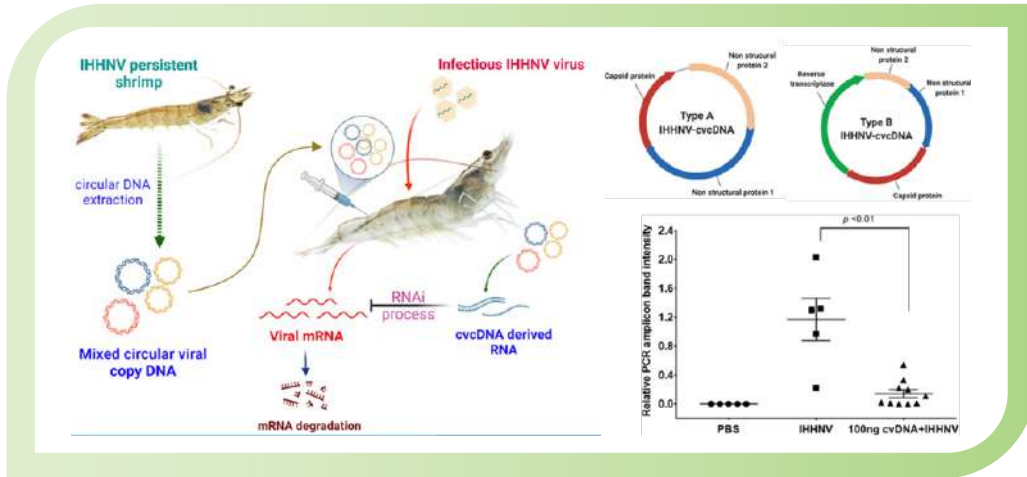 IHHNV persistent
shrimp
circular DNA
extraction
Mixed circular viral
copy DNA
Infectious IHHNV virus
Viral mRNA
RNAi
process
cvcDNA derived
RNA
mRNA degradation
Capsid protein
Non strucural
protein 2
Type A
IHHNV-cvcDNA
Non structural protein 1
Reverse
transcriptase
Non structural
protein 2
Non structural
protein 1
Type B
IHHNV-cvcDNA
Capsid protein
p <0.01
Relative PCR amplicon band intensity
2.4
2.0
1.6
1.2
0.8
0.4
0.0
PBS
IHHNV
100ng cvDNA+IHHNV